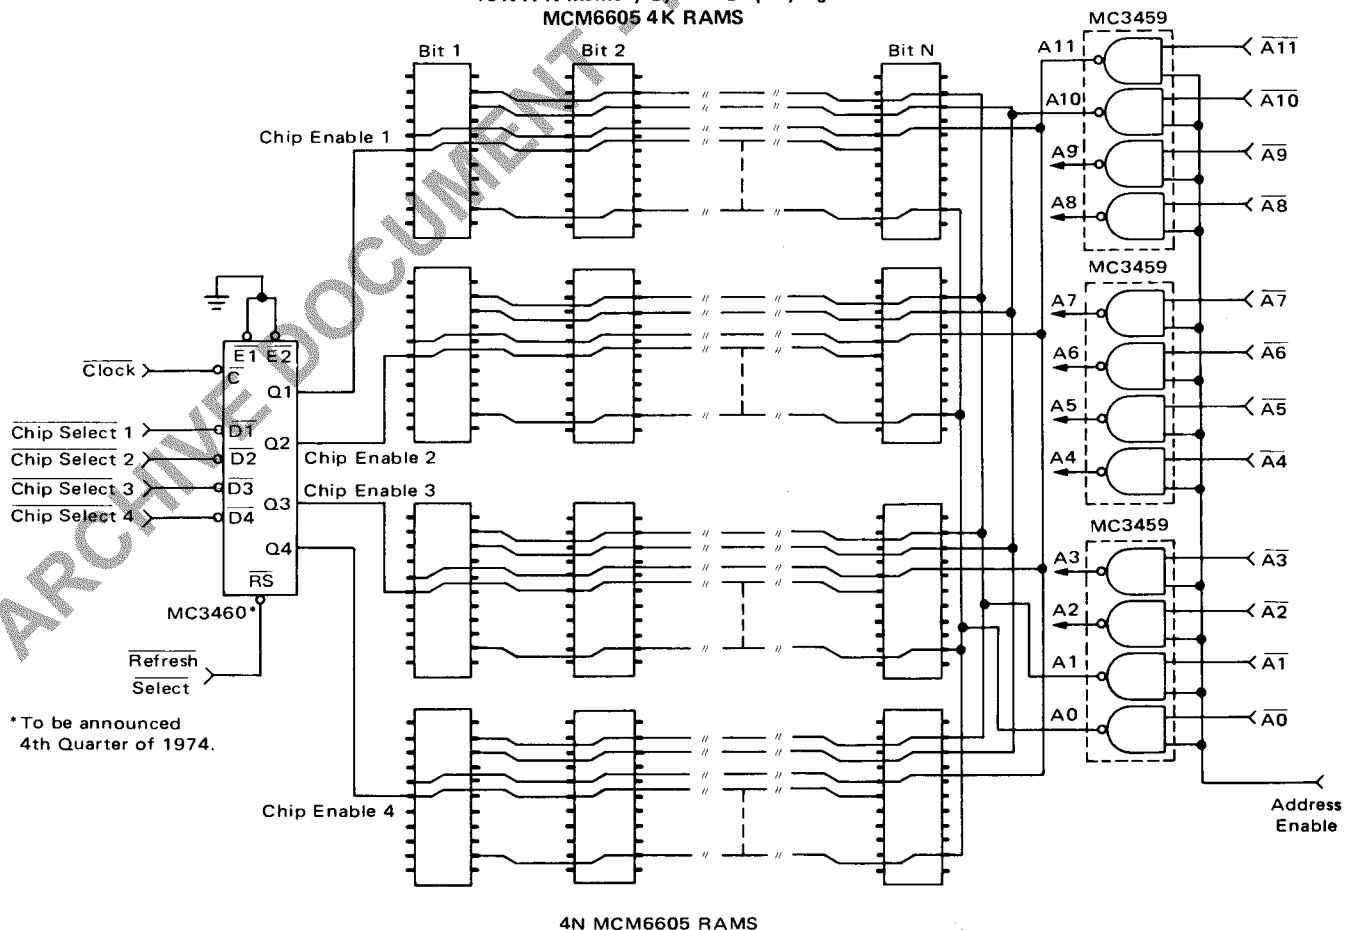 MCM6605 4K RAMS
MC3459
Bit 1
Bit 2
Bit N
A11
A11
A10
A10
Chip Enable 1
A9
A9
A8
A8
MC3459
A7
A7
E1 E2
Clock
C
A6
A6
Q1
A5
A5
Chip Select 1
D1
Q2
Chip Select 2
D2
Chip Enable 2
A4
A4
Chip Select 3
D3
Chip Enable 3
Q3
Chip Select 4
D4
MC3459
Q4
A3
A3
RS
MC3460*
A2
A2
Refresh
Select
A1
A1
*To be announced
4th Quarter of 1974.
A0
A0
Chip Enable 4
Address
Enable
ARCHIVE DOCUMENT -
4N MCM6605 RAMS